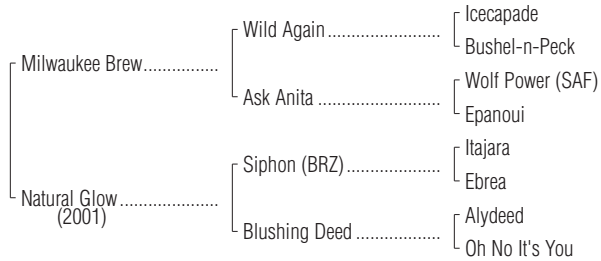 Icecapade
Wild Again
Bushel-n-Peck
Milwaukee Brew
Wolf Power (SAF)
Ask Anita
Epanoui
Itajara
Siphon (BRZ)
Ebrea
Natural Glow
(2001)
Alydeed
Blushing Deed
Oh No It's You